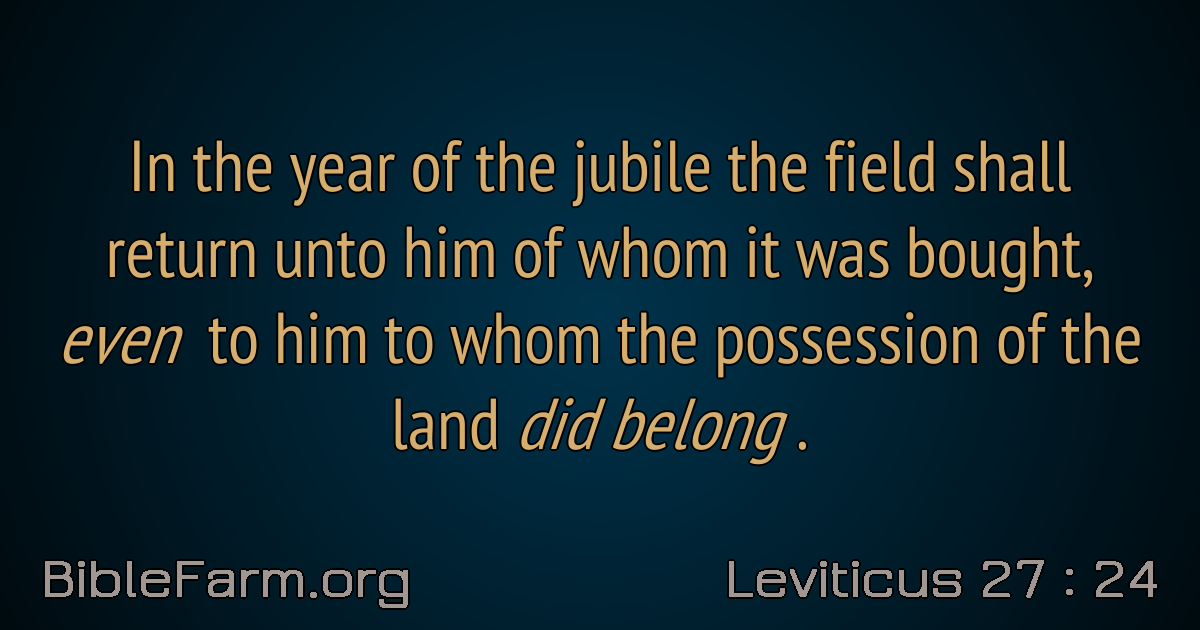 In the year of the jubile the field shall
return unto him of whom it was bought,
even to him to whom the possession of the
land did belong .
BibleFarm.org
Leviticus 27 : 24